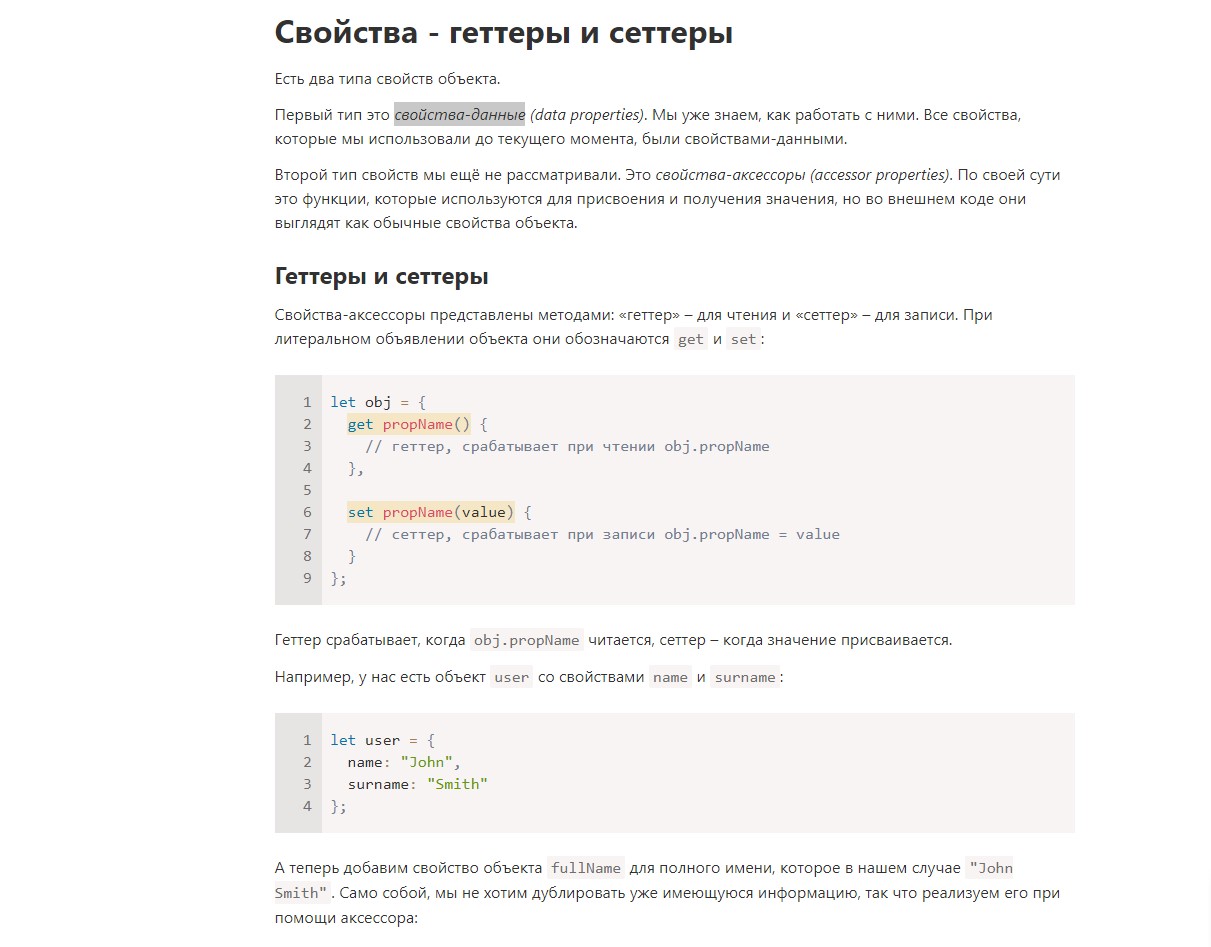 Свойства - геттеры и сеттеры
Есть два типа свойств объекта.
Первый тип это свойства-данные (data properties). Мы уже знаем, как работать с ними. Все свойства,
которые мы использовали до текущего момента, были свойствами-данными.
Второй тип свойств мы ещё не рассматривали. Это свойства-аксессоры (accessor properties). По своей сути
это функции, которые используются для присвоения и получения значения, но во внешнем коде они
выглядят как обычные свойства объекта.
Геттеры и сеттеры
Свойства-аксессоры представлены методами: «геттер» – для чтения и «сеттер» – для записи. При
литеральном объявлении объекта они обозначаются get и set:
1 let obj = {
2   get propName() {
3     // геттер, срабатывает при чтении obj.propName
4   },
5
6   set propName(value) {
7     // сеттер, срабатывает при записи obj.propName = value
8   }
9 };
Геттер срабатывает, когда obj.propName читается, сеттер – когда значение присваивается.
Например, у нас есть объект user со свойствами name и surname:
1 let user = {
2   name: "John",
3   surname: "Smith"
4 };
А теперь добавим свойство объекта fullName для полного имени, которое в нашем случае "John
Smith". Само собой, мы не хотим дублировать уже имеющуюся информацию, так что реализуем его при
помощи аксессора: